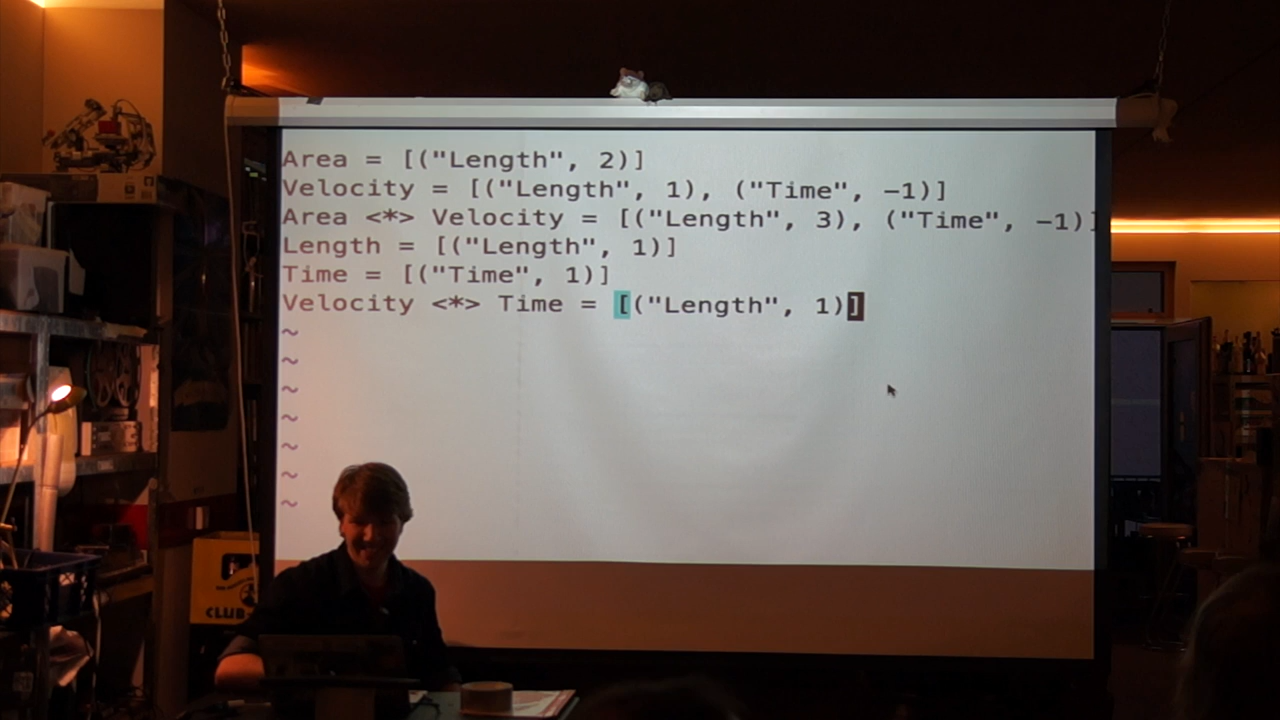 Area = [("Length", 2)]
Velocity = [("Length", 1), ("Time", −1)]
Area <*> Velocity = [("Length", 3), ("Time", −1)]
Length = [("Length", 1)]
Time = [("Time", 1)]
Velocity <*> Time = [("Length", 1)]
~
~
~
~
~
~
~
CLUB